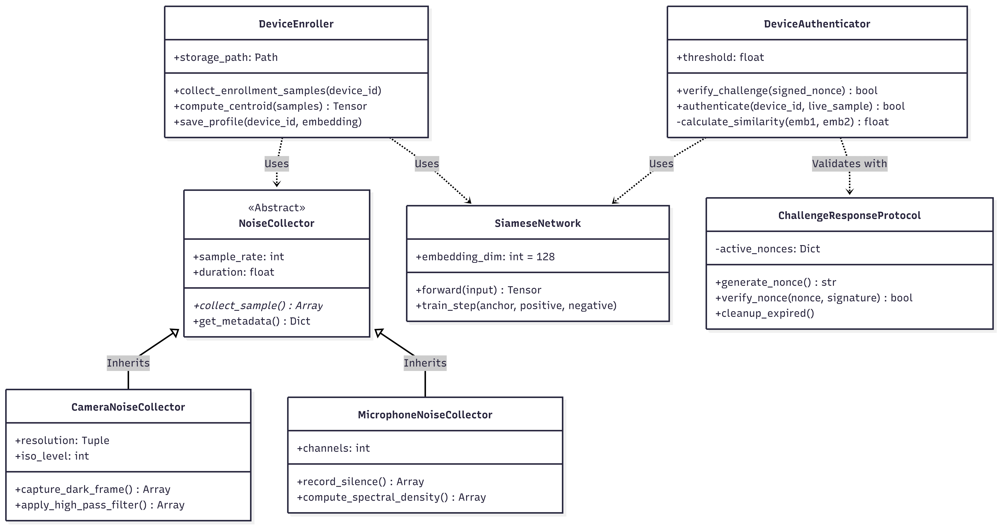 DeviceEnroller
+storage_path: Path
+collect_enrollment_samples(device_id)
+compute_centroid(samples) : Tensor
+save_profile(device_id, embedding)
DeviceAuthenticator
+threshold: float
+verify_challenge(signed_nonce) : bool
+authenticate(device_id, live_sample) : bool
-calculate_similarity(emb1, emb2) : float
Uses
Uses
Uses
Validates with
«Abstract»
NoiseCollector
+sample_rate: int
+duration: float
+collect_sample() : Array
+get_metadata() : Dict
SiameseNetwork
+embedding_dim: int = 128
+forward(input) : Tensor
+train_step(anchor, positive, negative)
ChallengeResponseProtocol
-active_nonces: Dict
+generate_nonce() : str
+verify_nonce(nonce, signature) : bool
+cleanup_expired()
Inherits
Inherits
CameraNoiseCollector
+resolution: Tuple
+iso_level: int
+capture_dark_frame() : Array
+apply_high_pass_filter() : Array
MicrophoneNoiseCollector
+channels: int
+record_silence() : Array
+compute_spectral_density() : Array